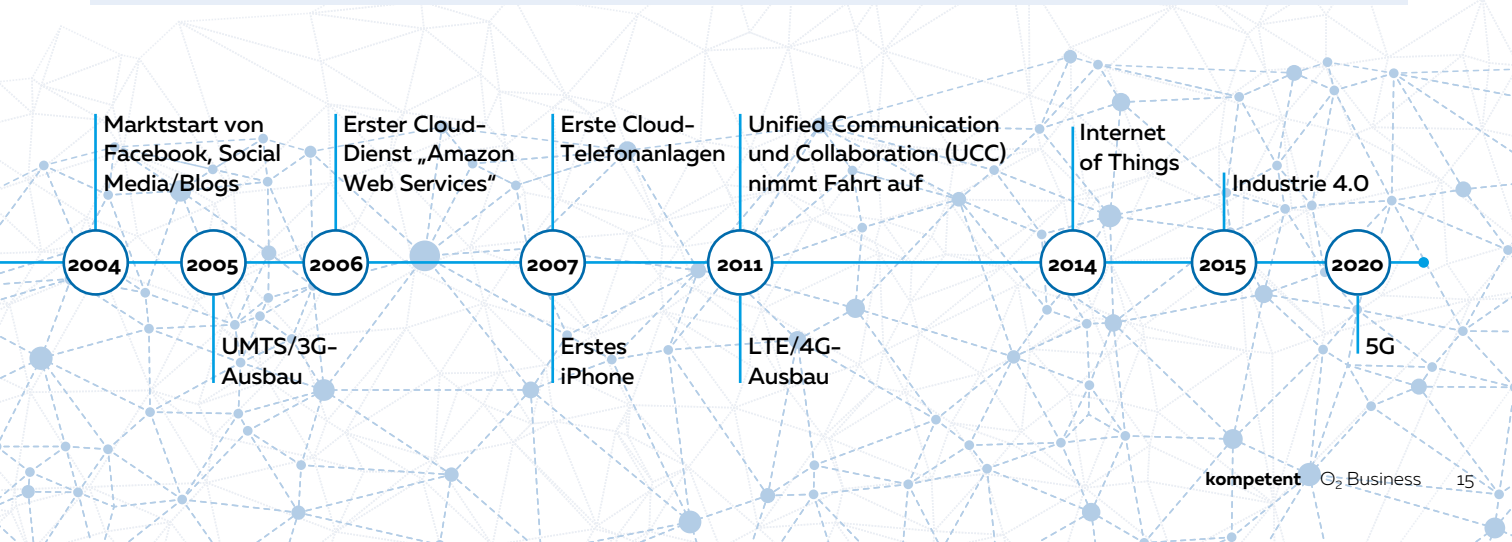 Marktstart von
Facebook, Social
Media/Blogs
Erster Cloud-
Dienst „Amazon
Web Services“
Erste Cloud-
Telefonanlagen
Unified Communication
und Collaboration (UCC)
nimmt Fahrt auf
Internet
of Things
Industrie 4.0
2004 2005 2006 2007 2011 2014 2015 2020
UMTS/3G-
Ausbau
Erstes
iPhone
LTE/4G-
Ausbau
5G
kompetent O₂ Business 15